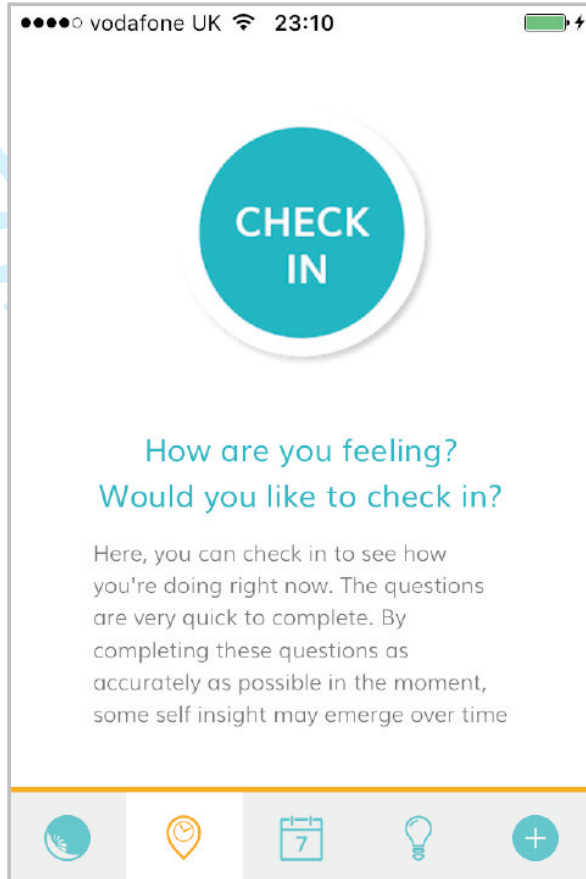 vodafone UK 23:10
CHECK
IN
How are you feeling?
Would you like to check in?
Here, you can check in to see how
you're doing right now. The questions
are very quick to complete. By
completing these questions as
accurately as possible in the moment,
some self insight may emerge over time
7